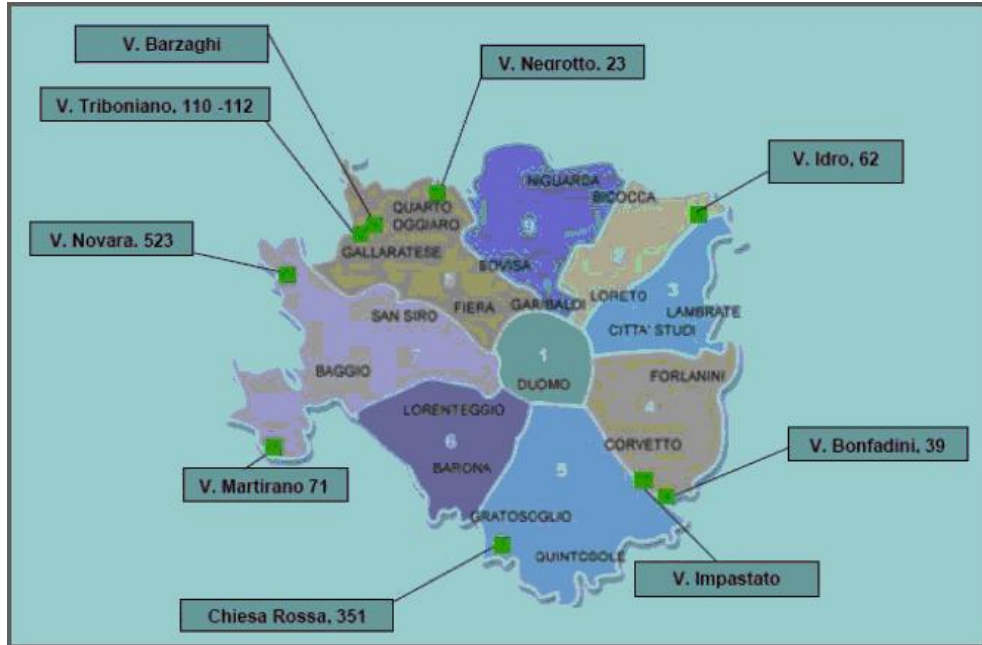 V. Barzaghi
V. Negrotto. 23
V. Triboniano, 110 -112
V. Idro, 62
NIGUARDA
BICOCCA
QUARTO
OGGIARO
9
V. Novara. 523
GALLARATESE
8
2
BOVISA
LORETO
3
FIERA
GARIBALDI
LAMBRATE
SAN SIRO
CITTA' STUDI
7
1
BAGGIO
DUOMO
FORLANINI
LORENTEGGIO
4
6
CORVETTO
V. Bonfadini, 39
BARONA
5
V. Martirano 71
GRATOSOGLIO
QUINTOSOLE
V. Impastato
Chiesa Rossa, 351